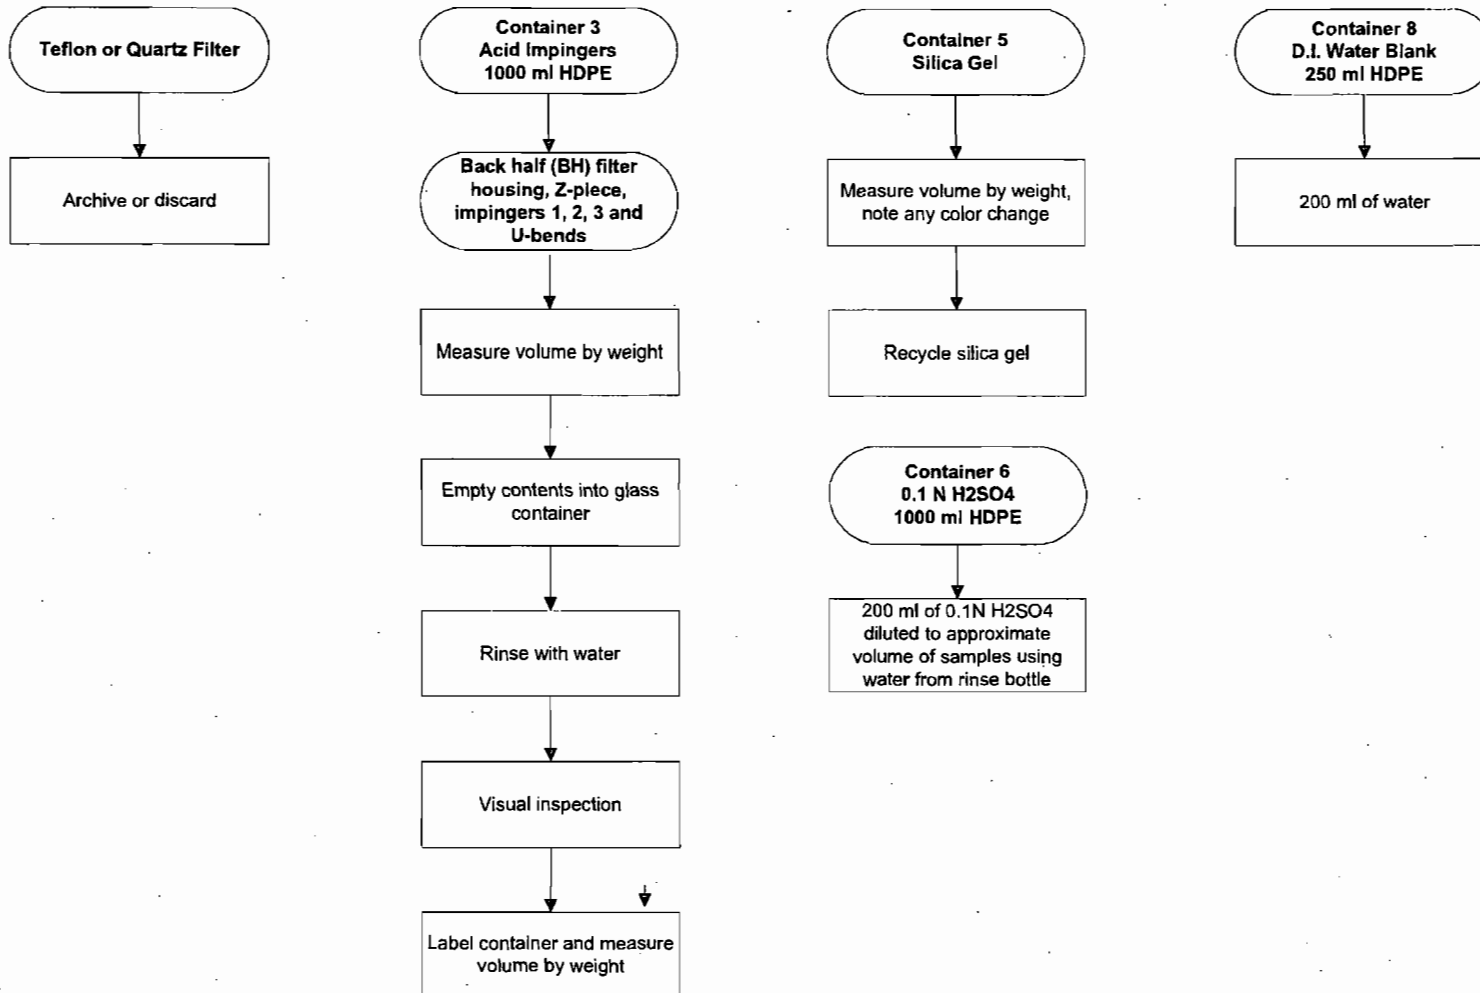 Teflon or Quartz Filter
Archive or discard
Container 3
Acid Impingers
1000 ml HDPE
Back half (BH) filter
housing, Z-piece,
impingers 1, 2, 3 and
U-bends
Measure volume by weight
Empty contents into glass
container
Rinse with water
Visual inspection
Label container and measure
volume by weight
Container 5
Silica Gel
Measure volume by weight,
note any color change
Recycle silica gel
Container 6
0.1 N H2SO4
1000 ml HDPE
200 ml of 0.1N H2SO4
diluted to approximate
volume of samples using
water from rinse bottle
Container 8
D.I. Water Blank
250 ml HDPE
200 ml of water